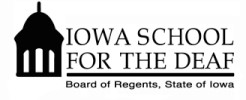 IOWA SCHOOL
FOR THE DEAF
Board of Regents, State of Iowa